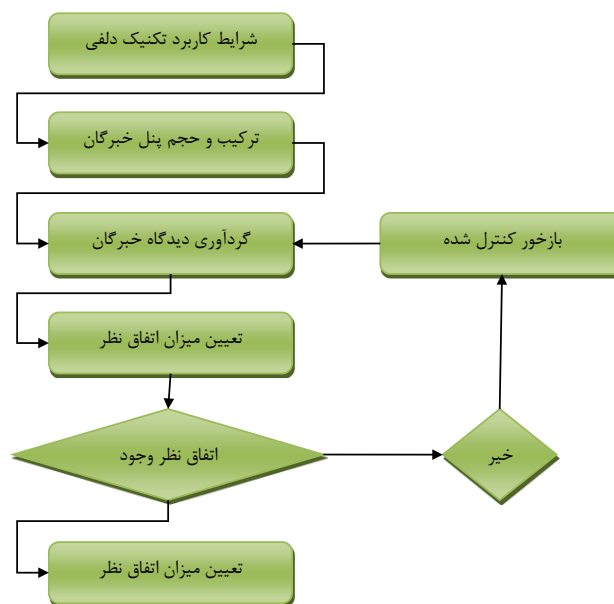 شرایط کاربرد تکنیک دلفی
ترکیب و حجم پنل خبرگان
گردآوری دیدگاه خبرگان
بازخور کنترل شده
تعیین میزان اتفاق نظر
اتفاق نظر وجود
خیر
تعیین میزان اتفاق نظر